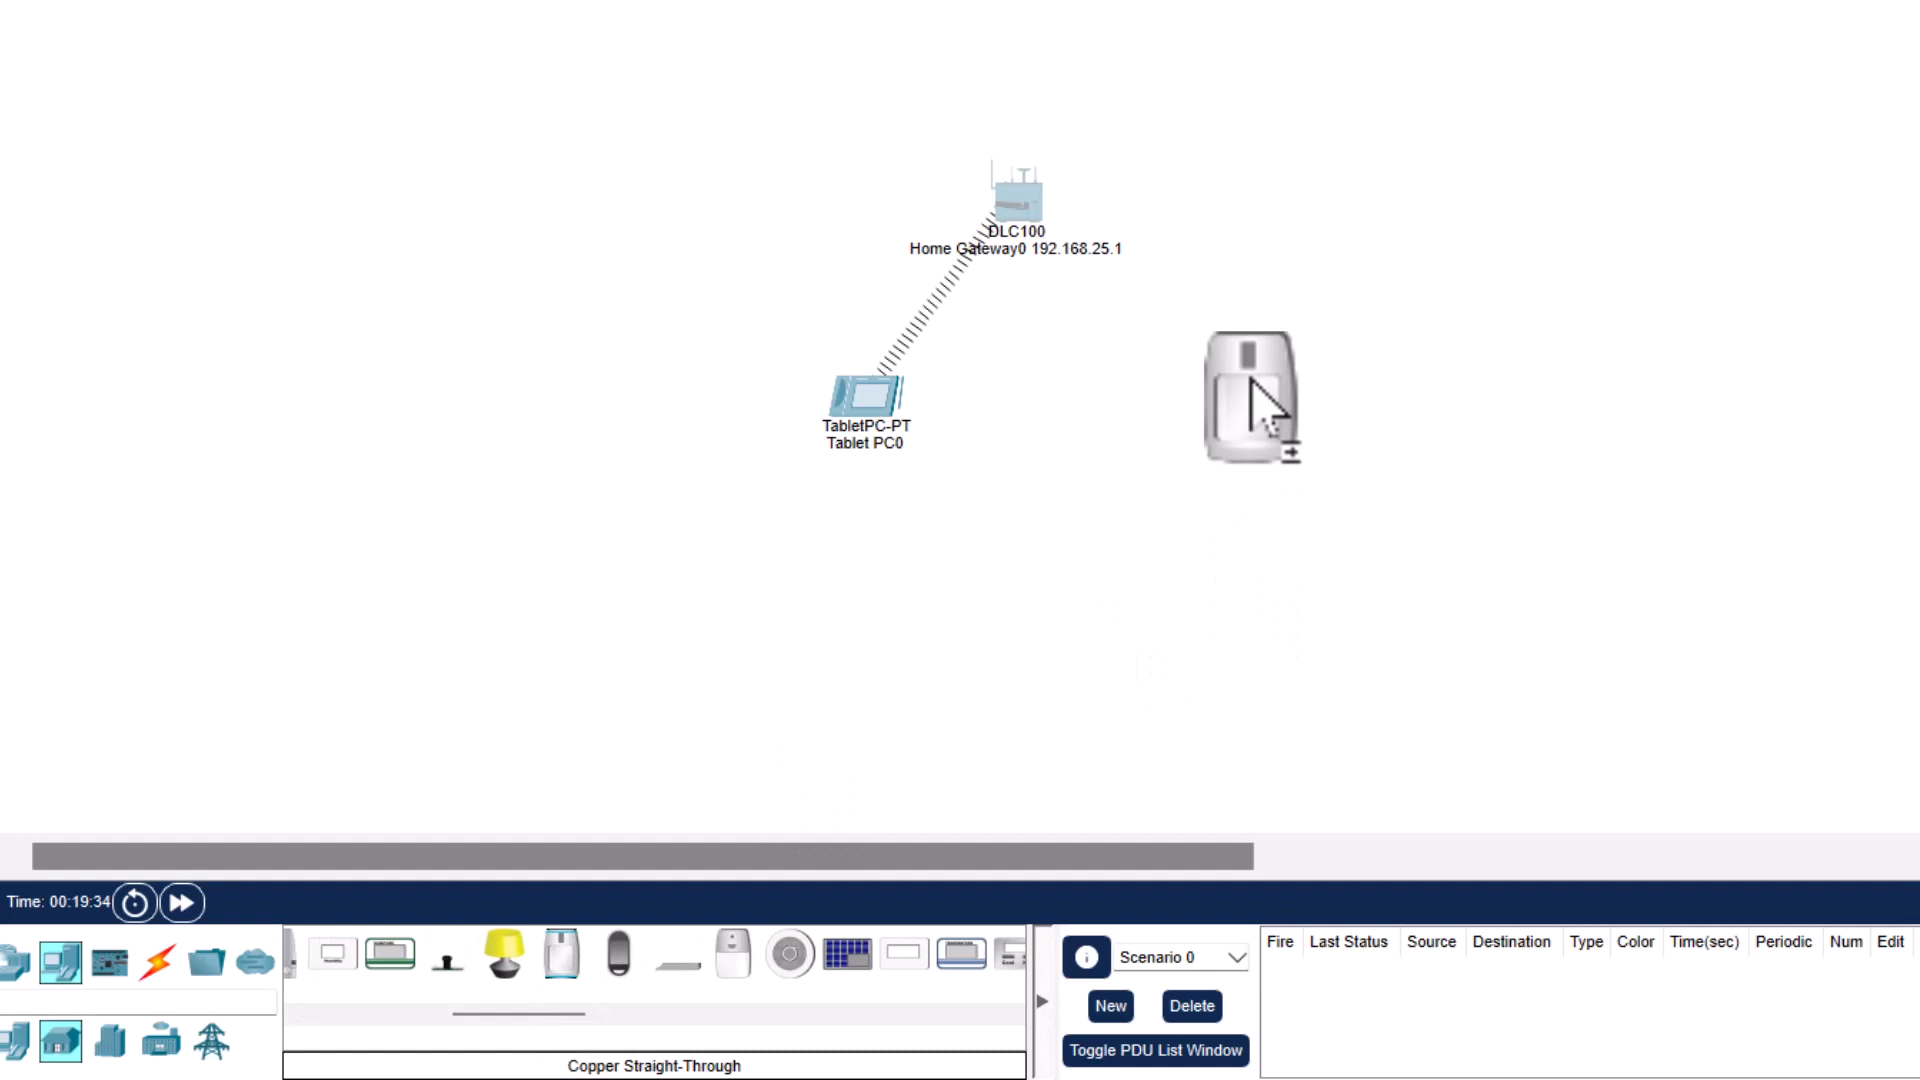 DLC100
Home Gateway0 192.168.25.1
TabletPC-PT
Tablet PC0
Time: 00:19:34
Scenario 0
New
Delete
Toggle PDU List Window
Fire Last Status Source Destination Type Color Time(sec) Periodic Num Edit
Copper Straight-Through